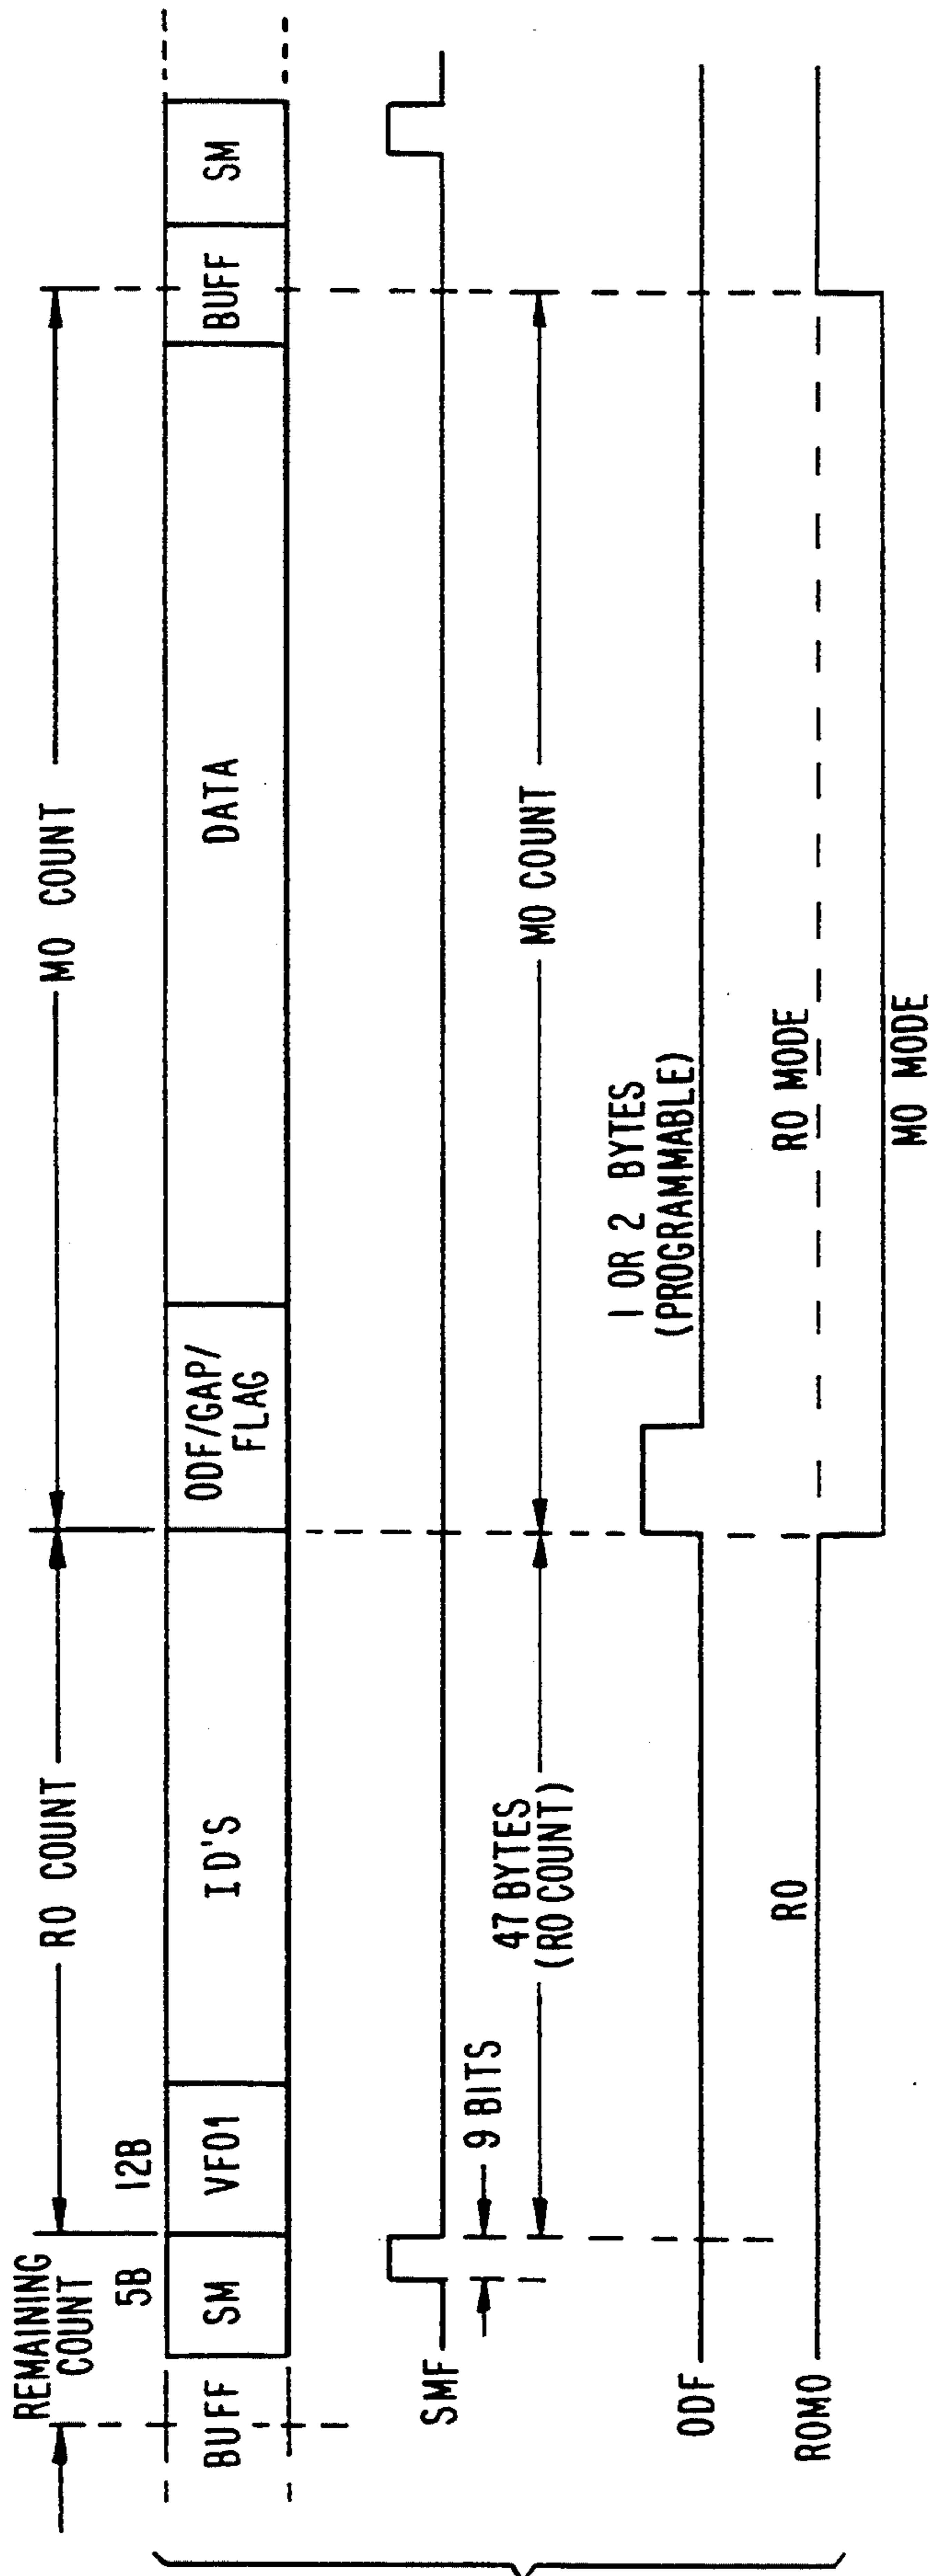 REMAINING
COUNT
RO COUNT
MO COUNT
5B
12B
BUFF
SM
VFO1
ID'S
ODF/GAP/
FLAG
DATA
BUFF
SM
SMF
9 BITS
47 BYTES
(RO COUNT)
MO COUNT
ODF
1 OR 2 BYTES
(PROGRAMMABLE)
ROMO
RO
RO MODE
MO MODE